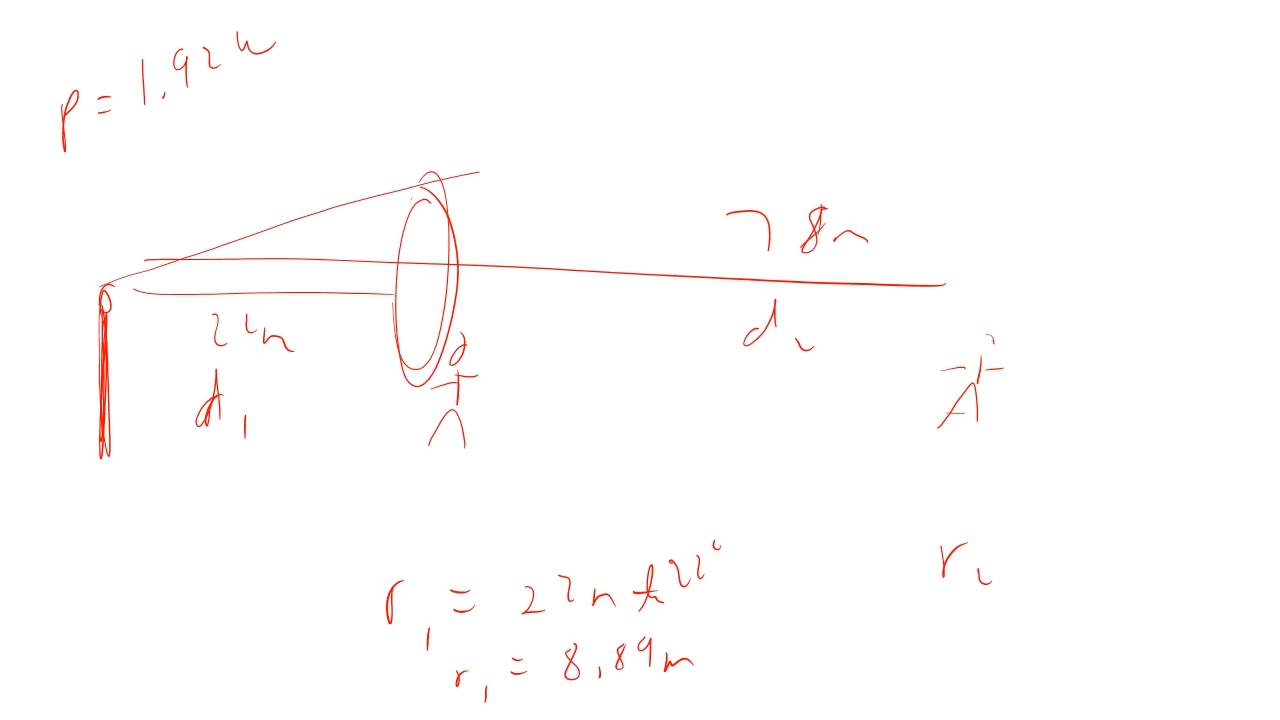 P = 1.92 W
78m
22m
d₂
d₁
r₁ = 22m tan 22°
r₂
r₁ = 8.89m